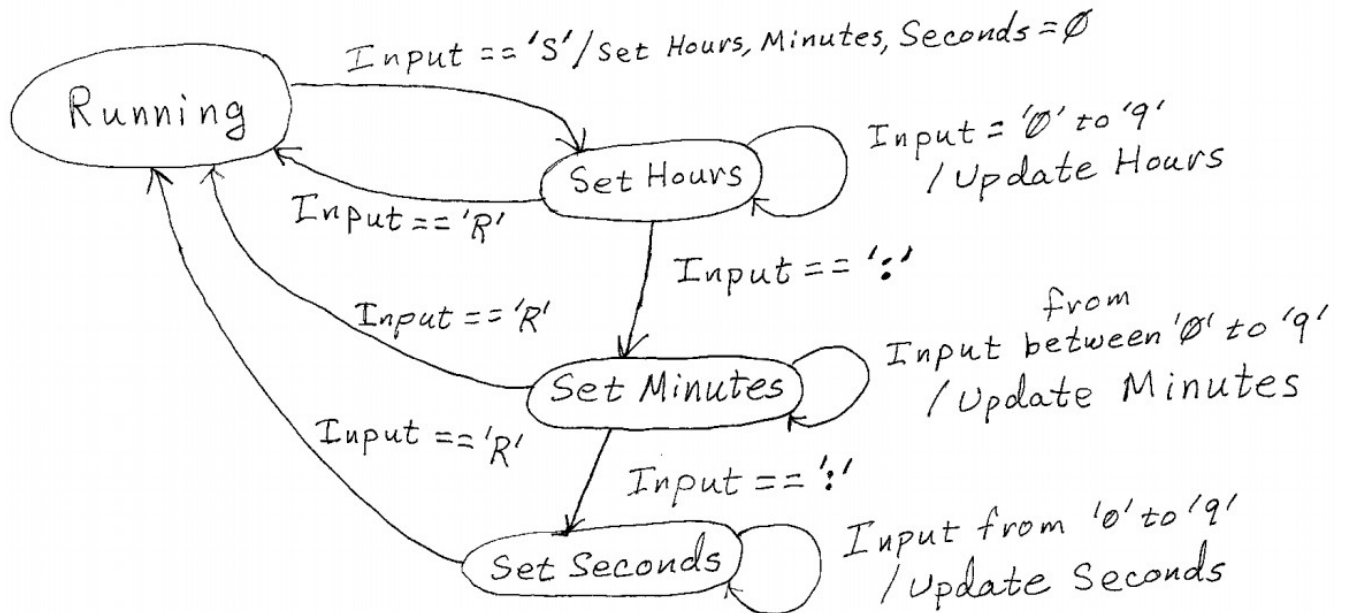 Input == 'S' / Set Hours, Minutes, Seconds = Ø
Running
Input = 'Ø' to '9'
/ Update Hours
Set Hours
Input == 'R'
Input == ':'
Input == 'R'
from
Input between 'Ø' to '9'
/ Update Minutes
Set Minutes
Input == 'R'
Input == ':'
Input from '0' to '9'
/ Update Seconds
Set Seconds